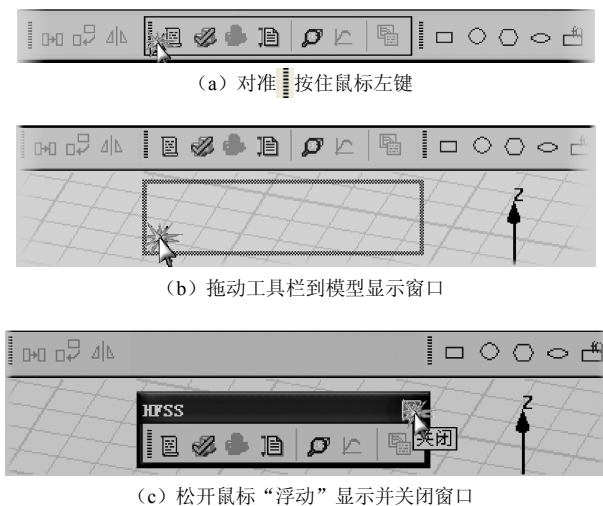 （a）对准 按住鼠标左键
Z
（b）拖动工具栏到模型显示窗口
HFSS
Z
关闭
（c）松开鼠标“浮动”显示并关闭窗口